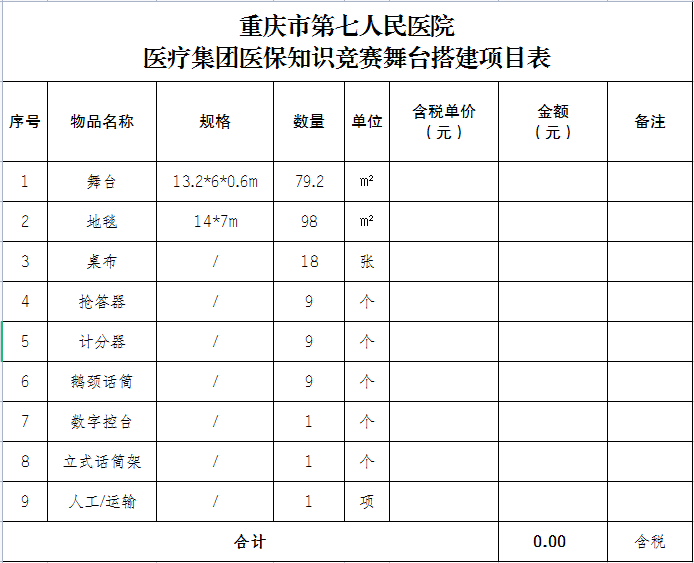 重庆市第七人民医院
医疗集团医保知识竞赛舞台搭建项目表
序号 物品名称 规格 数量 单位 含税单价（元） 金额（元） 备注
1 舞台 13.2*6*0.6m 79.2 m²
2 地毯 14*7m 98 m²
3 桌布 / 18 张
4 抢答器 / 9 个
5 计分器 / 9 个
6 鹅颈话筒 / 9 个
7 数字控台 / 1 个
8 立式话筒架 / 1 个
9 人工/运输 / 1 项
合计 0.00 含税